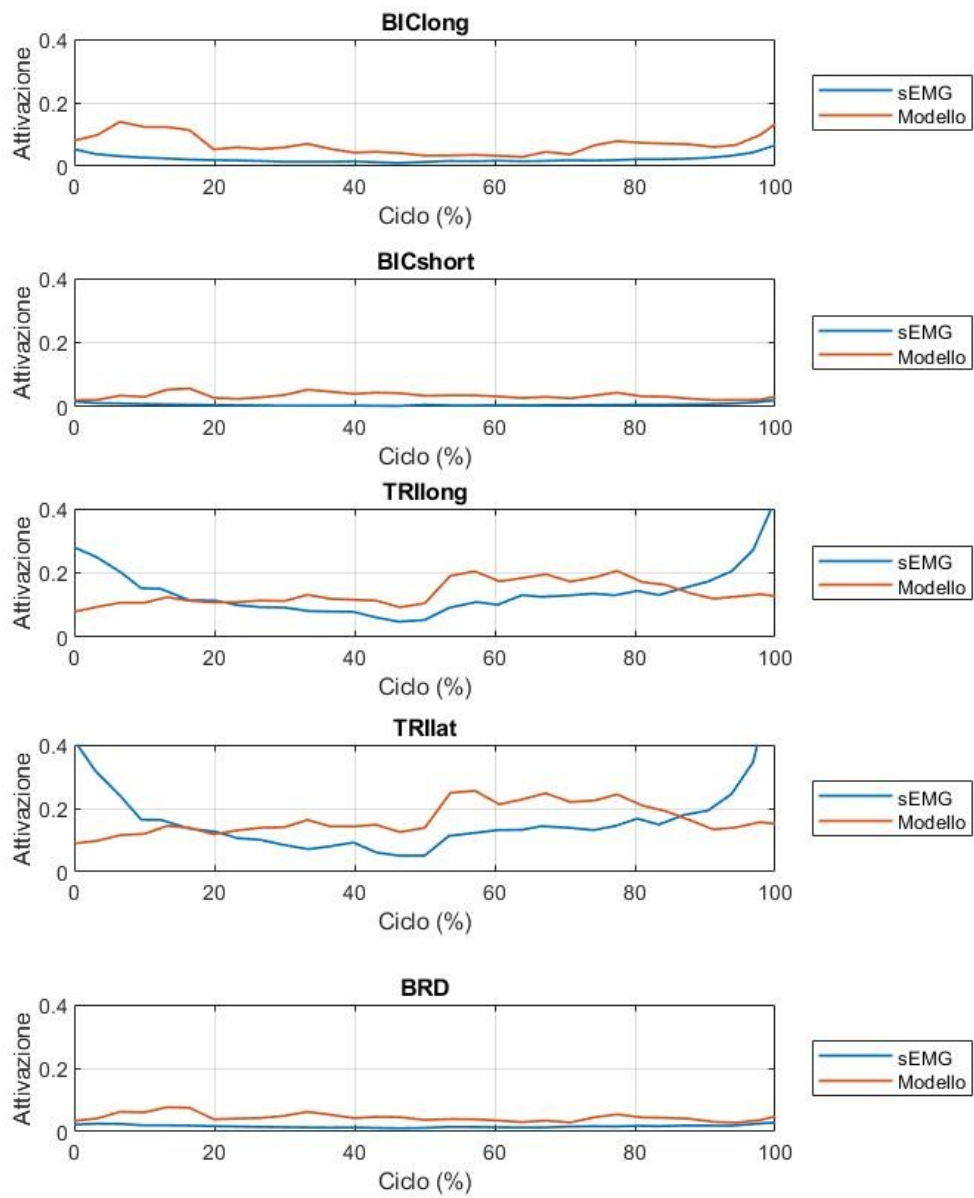 BIClong
0.4
0.2
0
Attivazione
0 20 40 60 80 100
Ciclo (%)
sEMG
Modello
BICshort
0.4
0.2
0
Attivazione
0 20 40 60 80 100
Ciclo (%)
sEMG
Modello
TRIlong
0.4
0.2
0
Attivazione
0 20 40 60 80 100
Ciclo (%)
sEMG
Modello
TRIlat
0.4
0.2
0
Attivazione
0 20 40 60 80 100
Ciclo (%)
sEMG
Modello
BRD
0.4
0.2
0
Attivazione
0 20 40 60 80 100
Ciclo (%)
sEMG
Modello